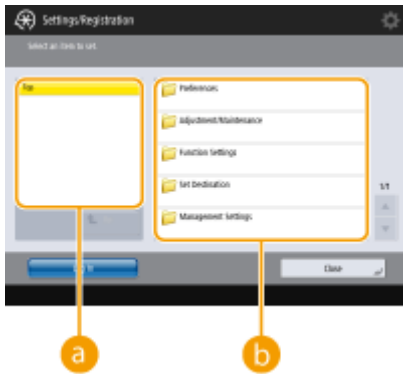 Settings/Registration
Select an item to set.
Top
Preferences
Adjustment/Maintenance
Function Settings
Set Destination
Management Settings
1/1
Close
a
b